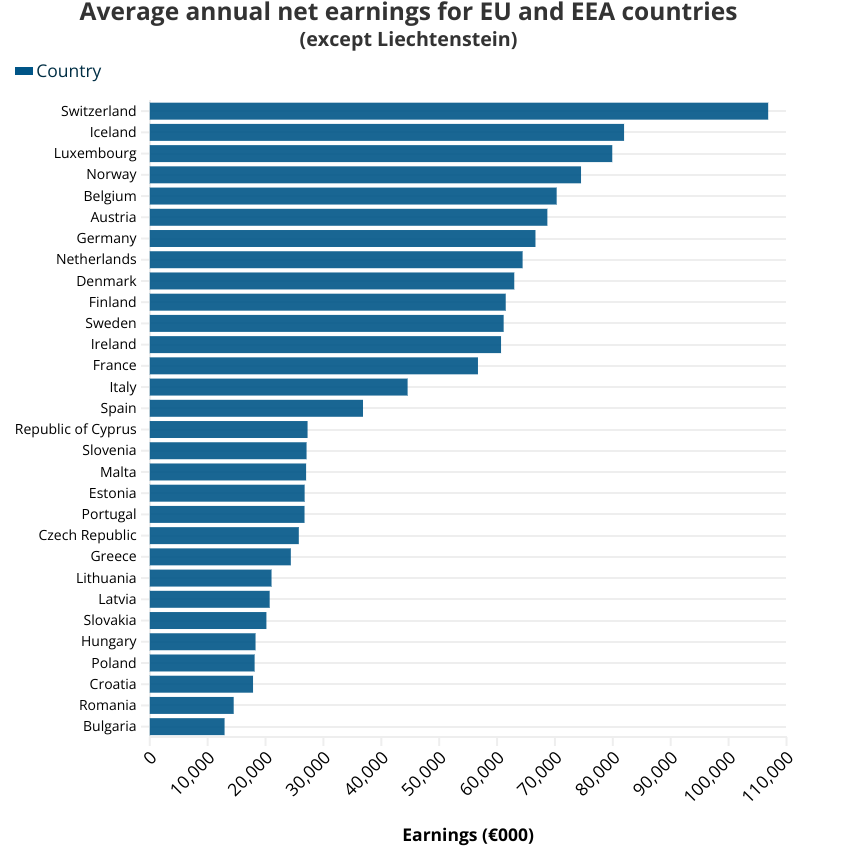 Average annual net earnings for EU and EEA countries
(except Liechtenstein)
Country
Switzerland
Iceland
Luxembourg
Norway
Belgium
Austria
Germany
Netherlands
Denmark
Finland
Sweden
Ireland
France
Italy
Spain
Republic of Cyprus
Slovenia
Malta
Estonia
Portugal
Czech Republic
Greece
Lithuania
Latvia
Slovakia
Hungary
Poland
Croatia
Romania
Bulgaria
0
10,000
20,000
30,000
40,000
50,000
60,000
70,000
80,000
90,000
100,000
110,000
Earnings (€000)